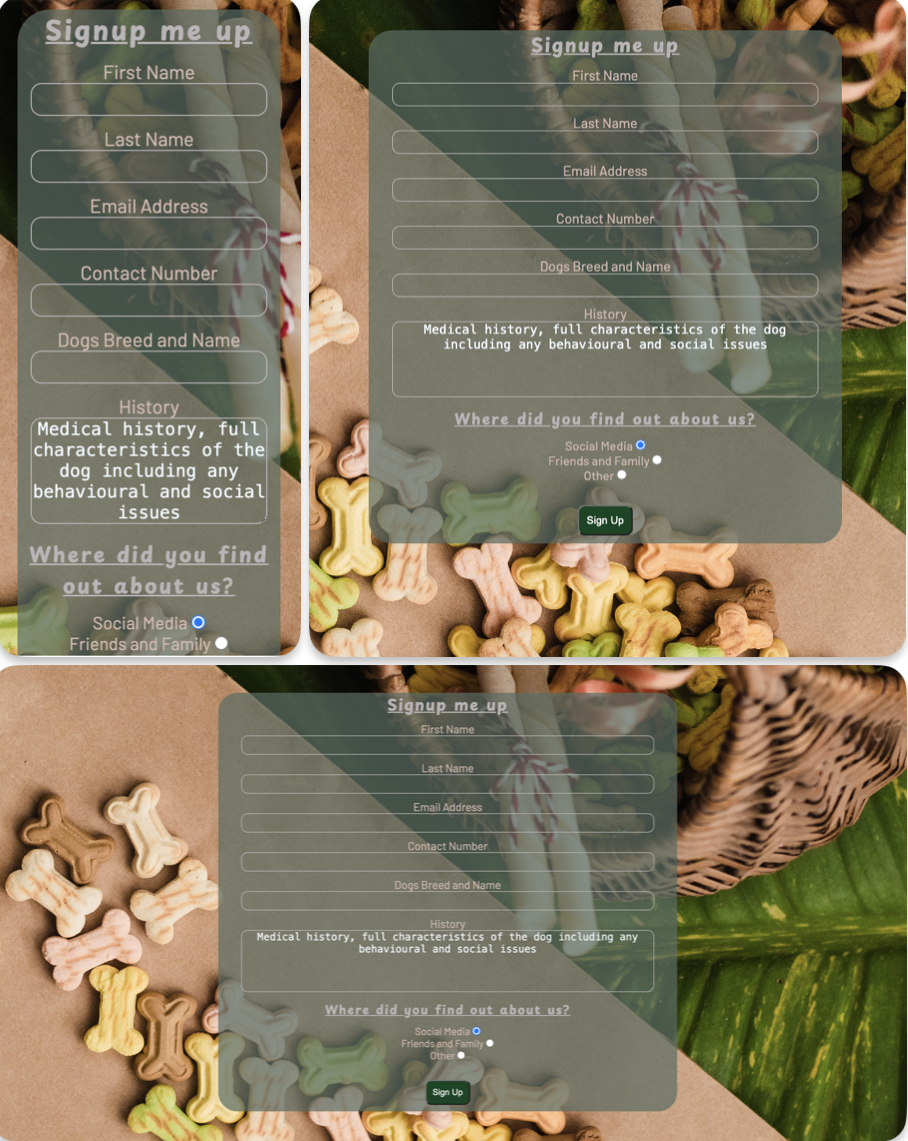 Signup me up
First Name
Last Name
Email Address
Contact Number
Dogs Breed and Name
History
Medical history, full
characteristics of the
dog including any
behavioural and social
issues
Where did you find
out about us?
Social Media
Friends and Family
Signup me up
First Name
Last Name
Email Address
Contact Number
Dogs Breed and Name
History
Medical history, full characteristics of the dog
including any behavioural and social issues
Where did you find out about us?
Social Media
Friends and Family
Other
Sign Up
Signup me up
First Name
Last Name
Email Address
Contact Number
Dogs Breed and Name
History
Medical history, full characteristics of the dog including any
behavioural and social issues
Where did you find out about us?
Social Media
Friends and Family
Other
Sign Up